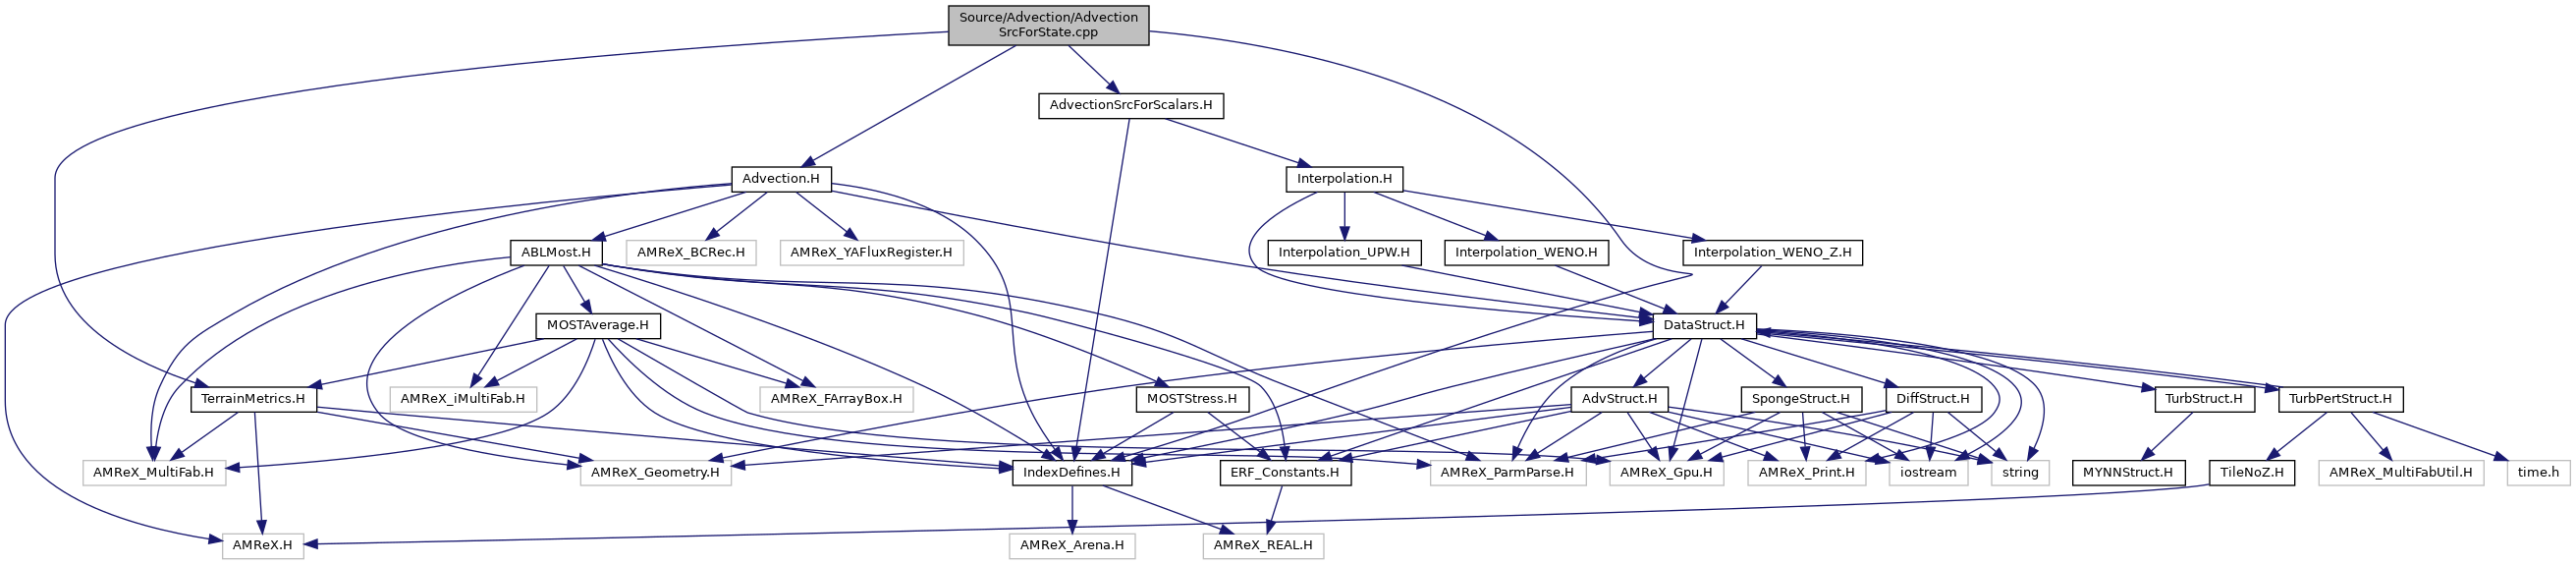 Source/Advection/Advection
SrcForState.cpp
AdvectionSrcForScalars.H
Advection.H
Interpolation.H
ABLMost.H
AMReX_BCRec.H
AMReX_YAFluxRegister.H
Interpolation_UPW.H
Interpolation_WENO.H
Interpolation_WENO_Z.H
MOSTAverage.H
DataStruct.H
TerrainMetrics.H
AMReX_iMultiFab.H
AMReX_FArrayBox.H
MOSTStress.H
AdvStruct.H
SpongeStruct.H
DiffStruct.H
TurbStruct.H
TurbPertStruct.H
AMReX_MultiFab.H
AMReX_Geometry.H
IndexDefines.H
ERF_Constants.H
AMReX_ParmParse.H
AMReX_Gpu.H
AMReX_Print.H
iostream
string
MYNNStruct.H
TileNoZ.H
AMReX_MultiFabUtil.H
time.h
AMReX.H
AMReX_Arena.H
AMReX_REAL.H